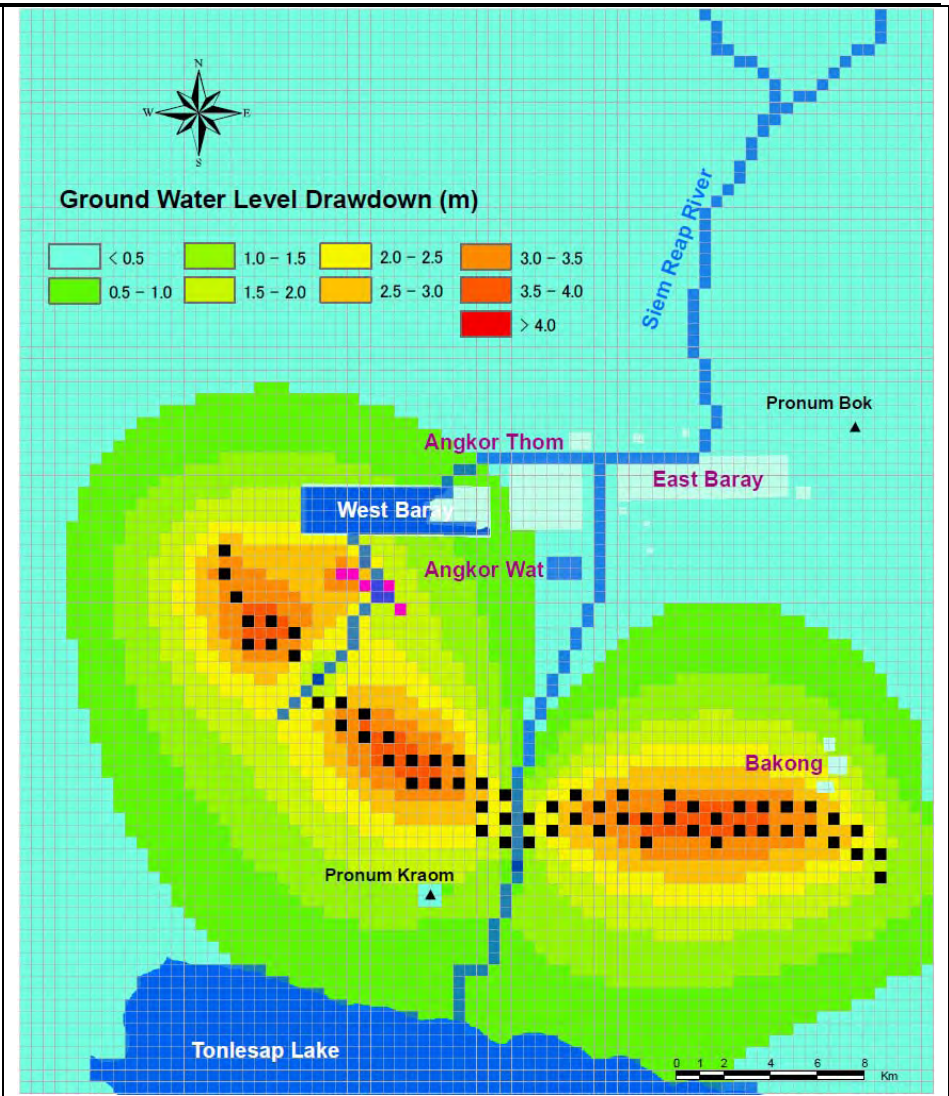 N
W E
S
Ground Water Level Drawdown (m)
< 0.5
0.5 - 1.0
1.0 - 1.5
1.5 - 2.0
2.0 - 2.5
2.5 - 3.0
3.0 - 3.5
3.5 - 4.0
> 4.0
Siem Reap River
Pronum Bok
Angkor Thom
East Baray
West Baray
Angkor Wat
Bakong
Pronum Kraom
Tonlesap Lake
0 1 2 4 6 8
Km